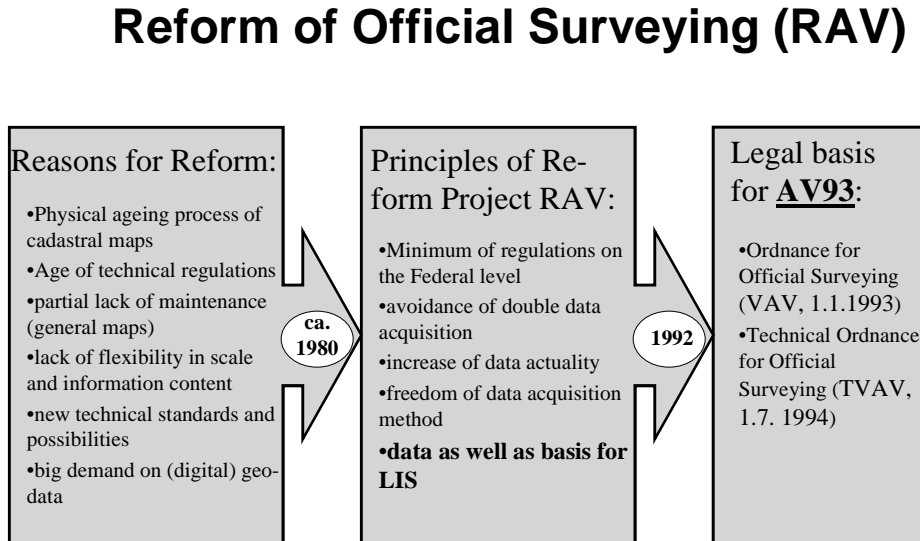 Reform of Official Surveying (RAV)
Reasons for Reform:
•Physical ageing process of
cadastral maps
•Age of technical regulations
•partial lack of maintenance
(general maps)
•lack of flexibility in scale
and information content
•new technical standards and
possibilities
•big demand on (digital) geo-
data
ca.
1980
Principles of Re-
form Project RAV:
•Minimum of regulations on
the Federal level
•avoidance of double data
acquisition
•increase of data actuality
•freedom of data acquisition
method
•data as well as basis for
LIS
1992
Legal basis
for AV93:
•Ordnance for
Official Surveying
(VAV, 1.1.1993)
•Technical Ordnance
for Official
Surveying (TVAV,
1.7. 1994)